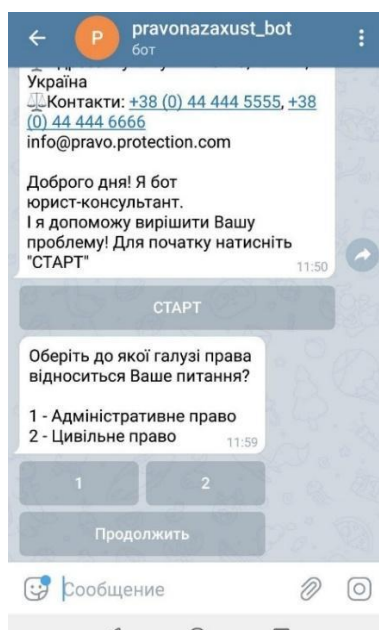 pravonazaxust_bot
P
бот
Україна
⚖️Контакти: +38 (0) 44 444 5555, +38
(0) 44 444 6666
info@pravo.protection.com
Доброго дня! Я бот
юрист-консультант.
І я допоможу вирішити Вашу
проблему! Для початку натисніть
"СТАРТ"
11:50
СТАРТ
Оберіть до якої галузі права
відноситься Ваше питання?
1 - Адміністративне право
2 - Цивільне право
11:59
1
2
Продолжить
Сообщение